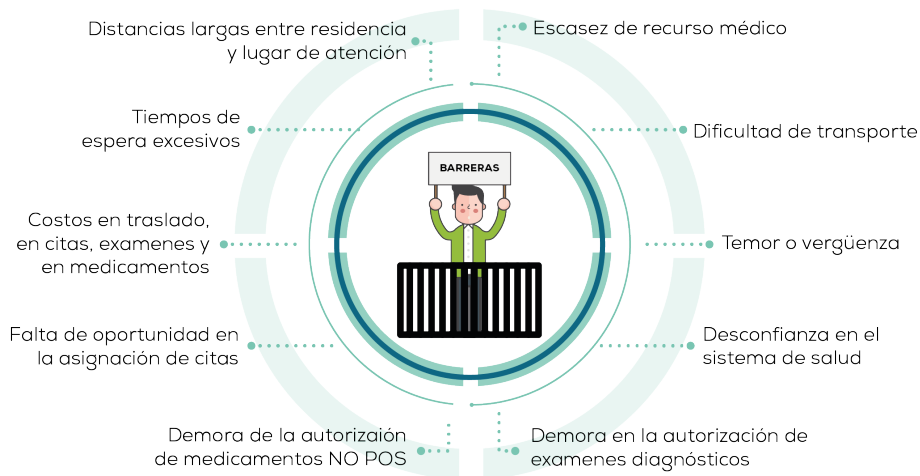 Distancias largas entre residencia
y lugar de atención
Escasez de recurso médico
Tiempos de
espera excesivos
Dificultad de transporte
BARRERAS
Costos en traslado,
en citas, examenes y
en medicamentos
Temor o vergüenza
Falta de oportunidad en
la asignación de citas
Desconfianza en el
sistema de salud
Demora de la autorizaión
de medicamentos NO POS
Demora en la autorización de
examenes diagnósticos